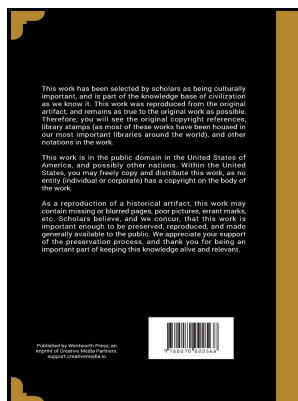 This work has been selected by scholars as being culturally
important, and is part of the knowledge base of civilization
as we know it. This work was reproduced from the original
artifact, and remains as true to the original work as possible.
Therefore, you will see the original copyright references,
library stamps (as most of these works have been housed in
our most important libraries around the world), and other
notations in the work.
This work is in the public domain in the United States of
America, and possibly other nations. Within the United
States, you may freely copy and distribute this work, as no
entity (individual or corporate) has a copyright on the body of
the work.
As a reproduction of a historical artifact, this work may
contain missing or blurred pages, poor pictures, errant marks,
etc. Scholars believe, and we concur, that this work is
important enough to be preserved, reproduced, and made
generally available to the public. We appreciate your support
of the preservation process, and thank you for being an
important part of keeping this knowledge alive and relevant.
Published by Wentworth Press, an
imprint of Creative Media Partners.
support.creativemedia.io